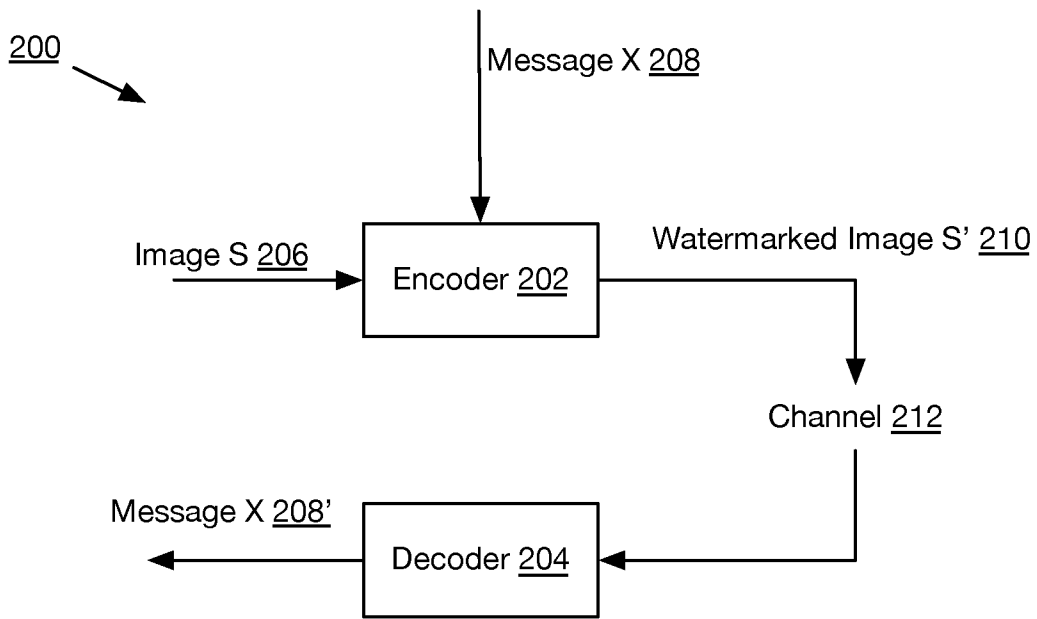 200
Message X 208
Image S 206
Encoder 202
Watermarked Image S’ 210
Channel 212
Message X 208’
Decoder 204